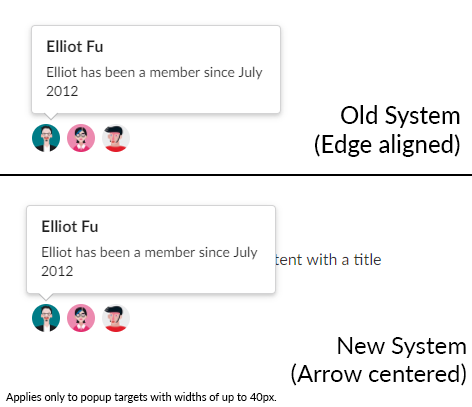 Elliot Fu
Elliot has been a member since July
2012
Old System
(Edge aligned)
Elliot Fu
Elliot has been a member since July
2012
tent with a title
New System
(Arrow centered)
Applies only to popup targets with widths of up to 40px.